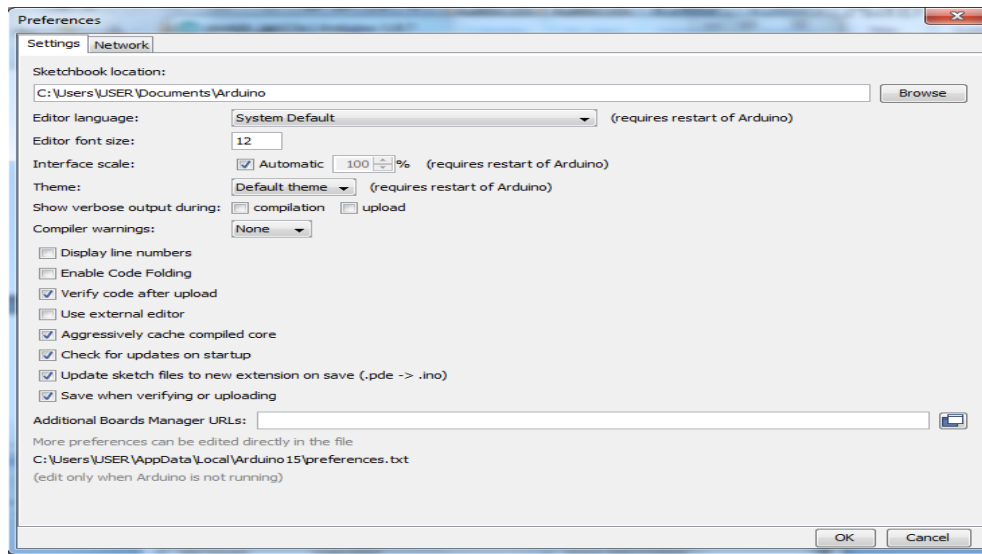 Preferences
Settings Network
Sketchbook location:
C:\Users\USER\Documents\Arduino Browse
Editor language: System Default (requires restart of Arduino)
Editor font size: 12
Interface scale: Automatic 100 % (requires restart of Arduino)
Theme: Default theme (requires restart of Arduino)
Show verbose output during: compilation upload
Compiler warnings: None
Display line numbers
Enable Code Folding
Verify code after upload
Use external editor
Aggressively cache compiled core
Check for updates on startup
Update sketch files to new extension on save (.pde -> .ino)
Save when verifying or uploading
Additional Boards Manager URLs:
More preferences can be edited directly in the file
C:\Users\USER\AppData\Local\Arduino15\preferences.txt
(edit only when Arduino is not running)
OK Cancel